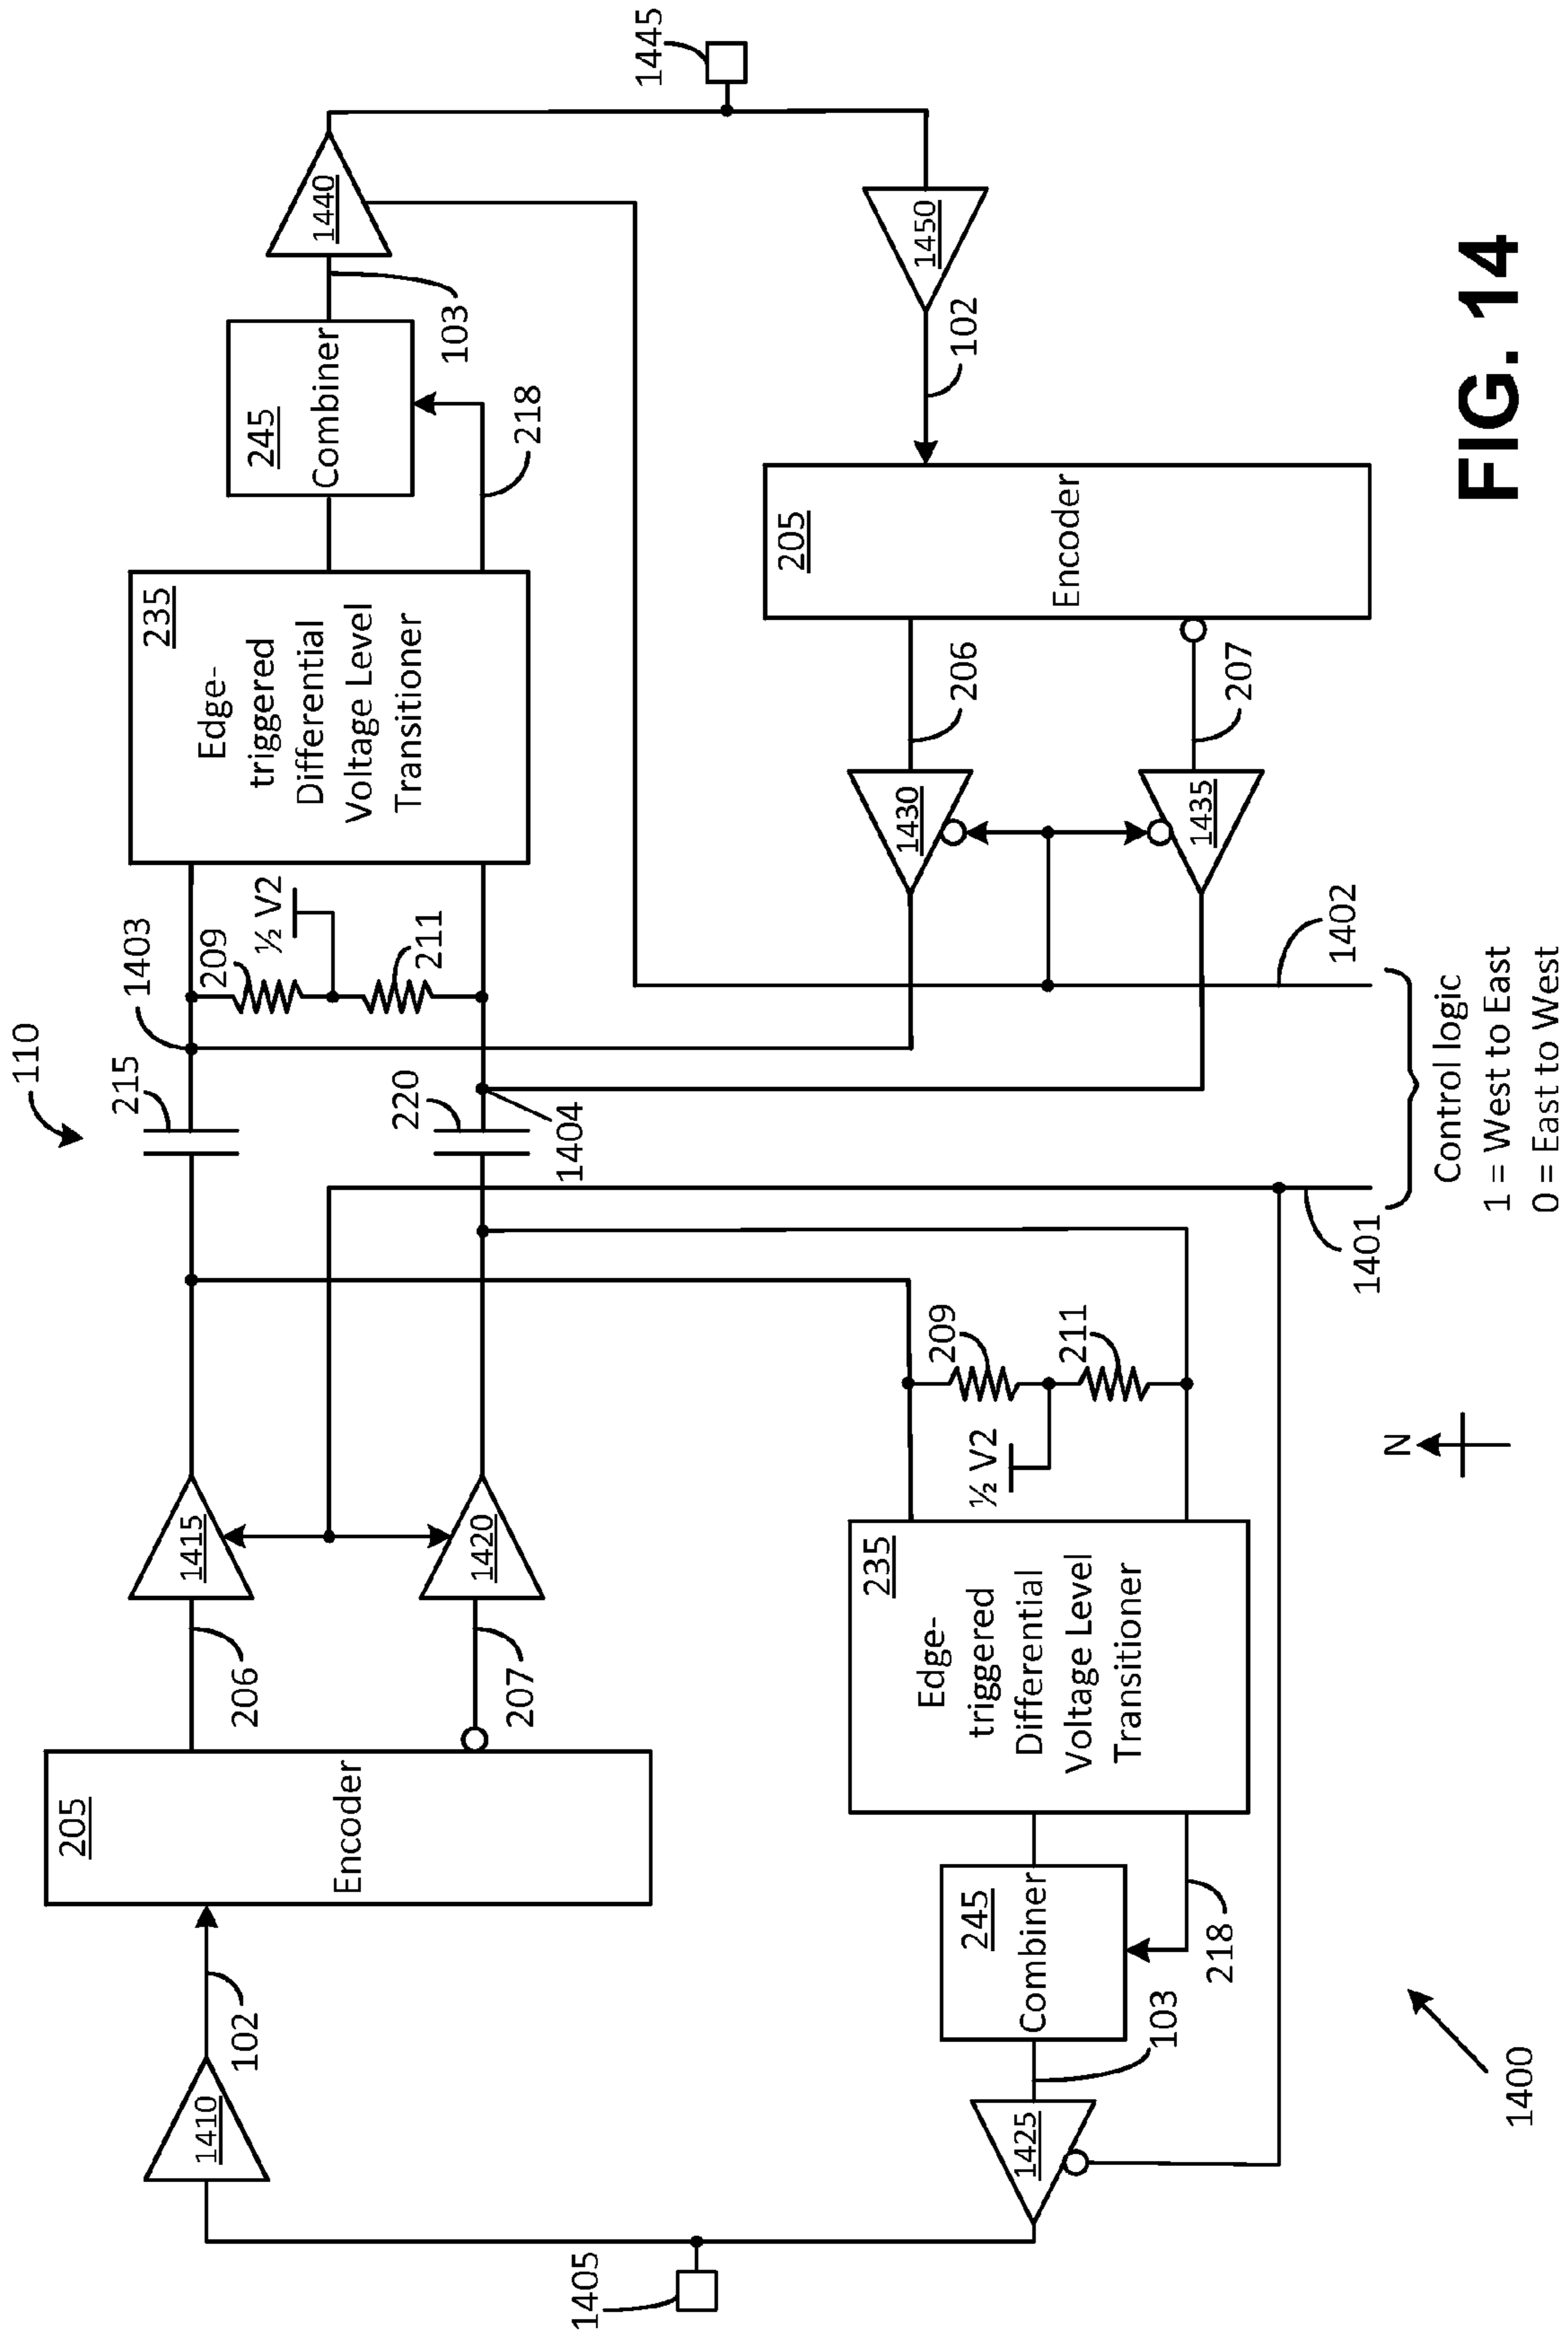 110
215
1403
209
½ V2
211
235
Edge-
triggered
Differential
Voltage Level
Transitioner
245
Combiner
218
103
1440
1445
205
Encoder
102
1410
206
207
1415
1420
220
1404
1401
1402
Control logic
1 = West to East
0 = East to West
206
207
1430
1435
205
Encoder
102
1450
209
211
½ V2
235
Edge-
triggered
Differential
Voltage Level
Transitioner
245
Combiner
218
103
1425
1405
N
1400
FIG. 14